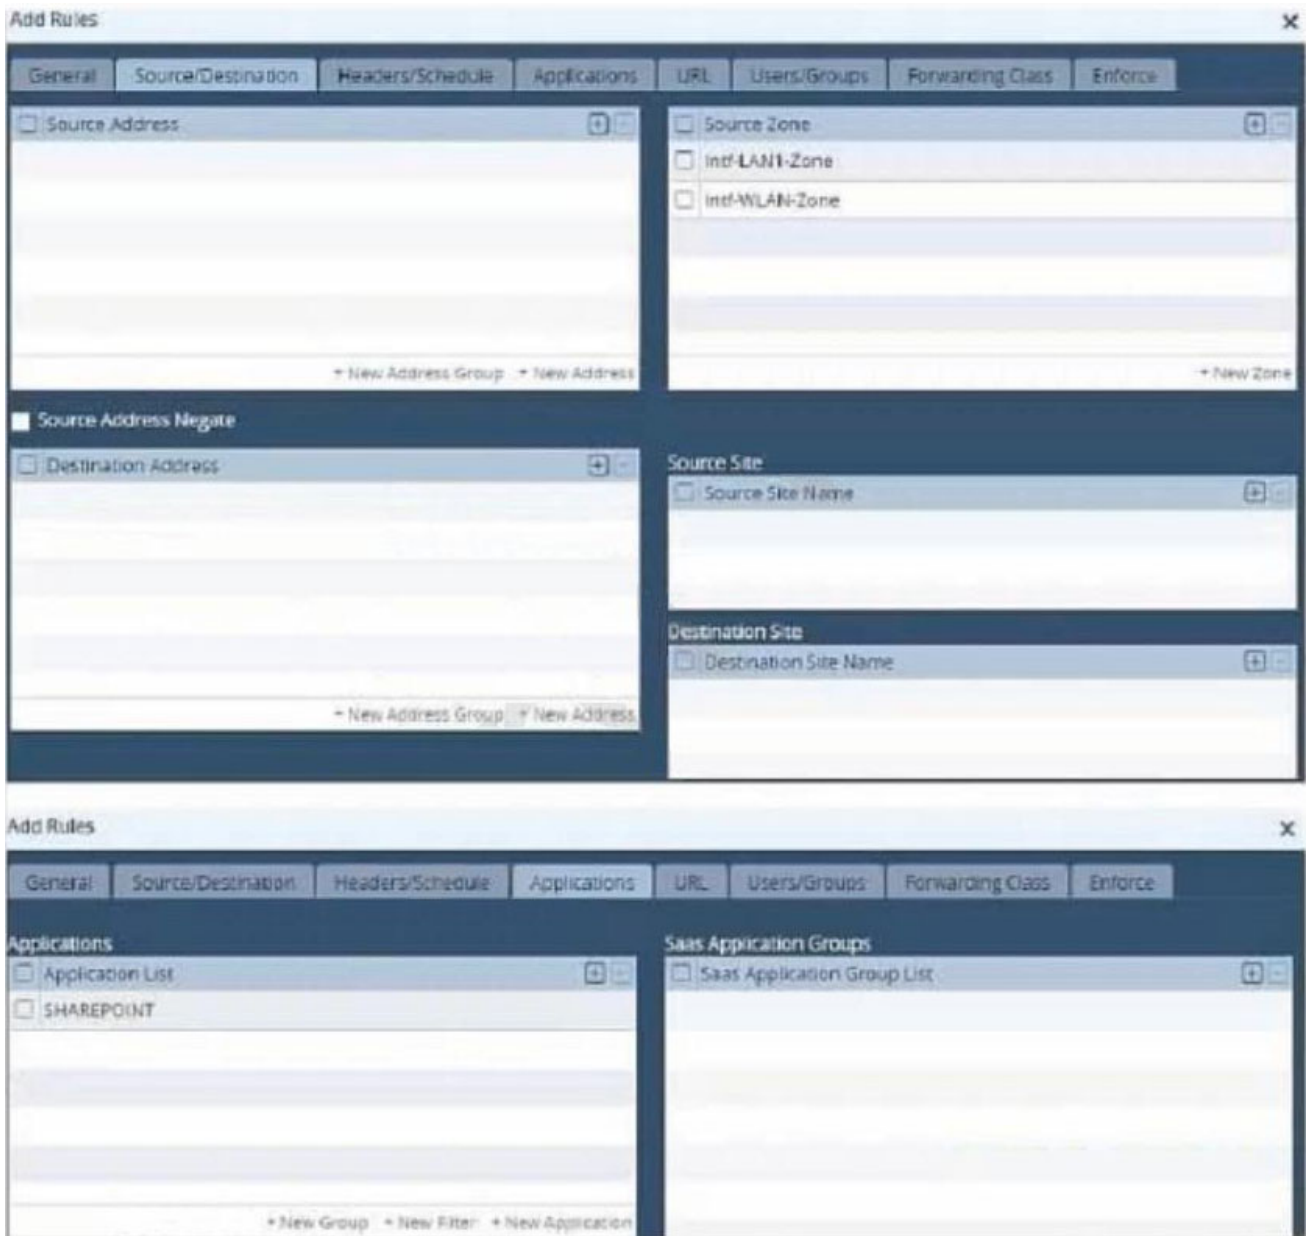 Add Rules
General Source/Destination Headers/Schedule Applications URL Users/Groups Forwarding Class Enforce
Source Address
+ New Address Group + New Address
Source Address Negate
Destination Address
+ New Address Group + New Address
Source Zone
Intf-LAN1-Zone
Intf-WLAN-Zone
+ New Zone
Source Site
Source Site Name
Destination Site
Destination Site Name
Add Rules
General Source/Destination Headers/Schedule Applications URL Users/Groups Forwarding Class Enforce
Applications
Application List
SHAREPOINT
+ New Group + New Filter + New Application
Saas Application Groups
Saas Application Group List